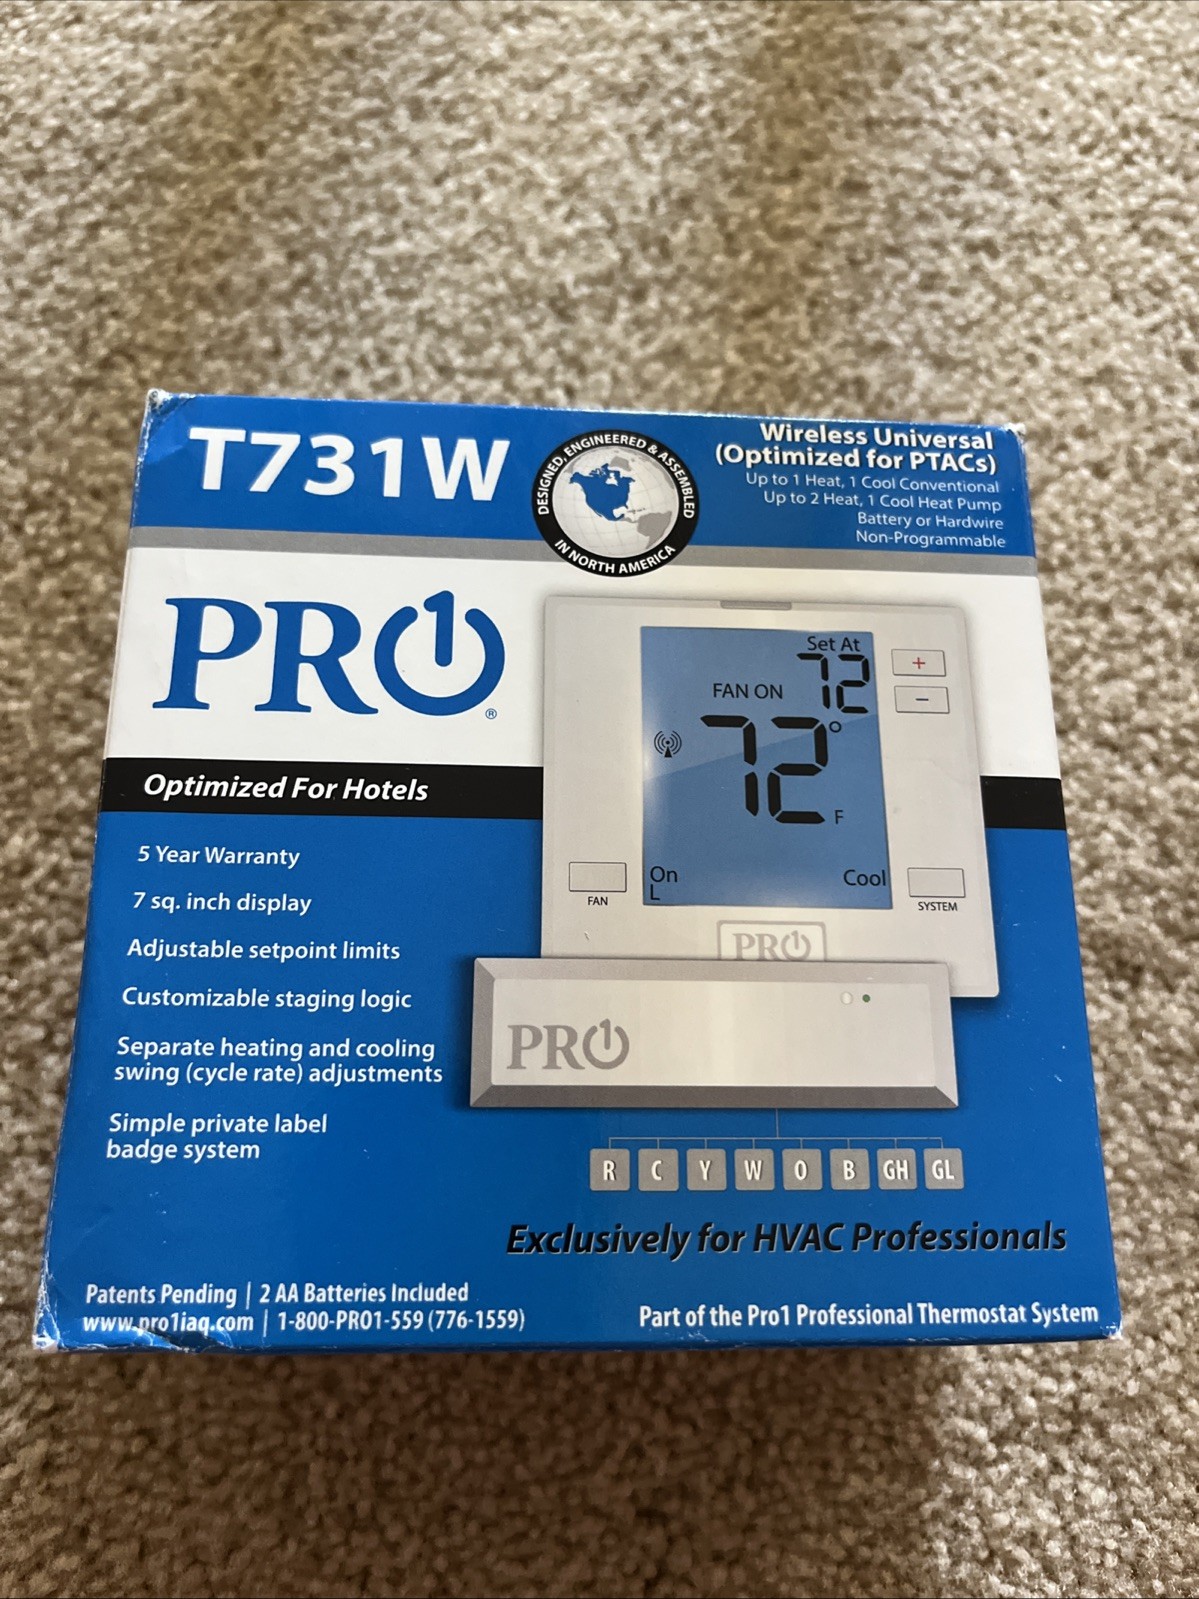 T731W
DESIGNED, ENGINEERED & ASSEMBLED
IN NORTH AMERICA
Wireless Universal
(Optimized for PTACs)
Up to 1 Heat, 1 Cool Conventional
Up to 2 Heat, 1 Cool Heat Pump
Battery or Hardwire
Non-Programmable
PRO1®
Optimized For Hotels
5 Year Warranty
7 sq. inch display
Adjustable setpoint limits
Customizable staging logic
Separate heating and cooling
swing (cycle rate) adjustments
Simple private label
badge system
Set At
72
FAN ON
72°F
+
−
On
L
Cool
FAN
SYSTEM
PRO1
PRO1
R C Y W O B GH GL
Exclusively for HVAC Professionals
Patents Pending | 2 AA Batteries Included
www.pro1iaq.com | 1-800-PRO1-559 (776-1559)
Part of the Pro1 Professional Thermostat System